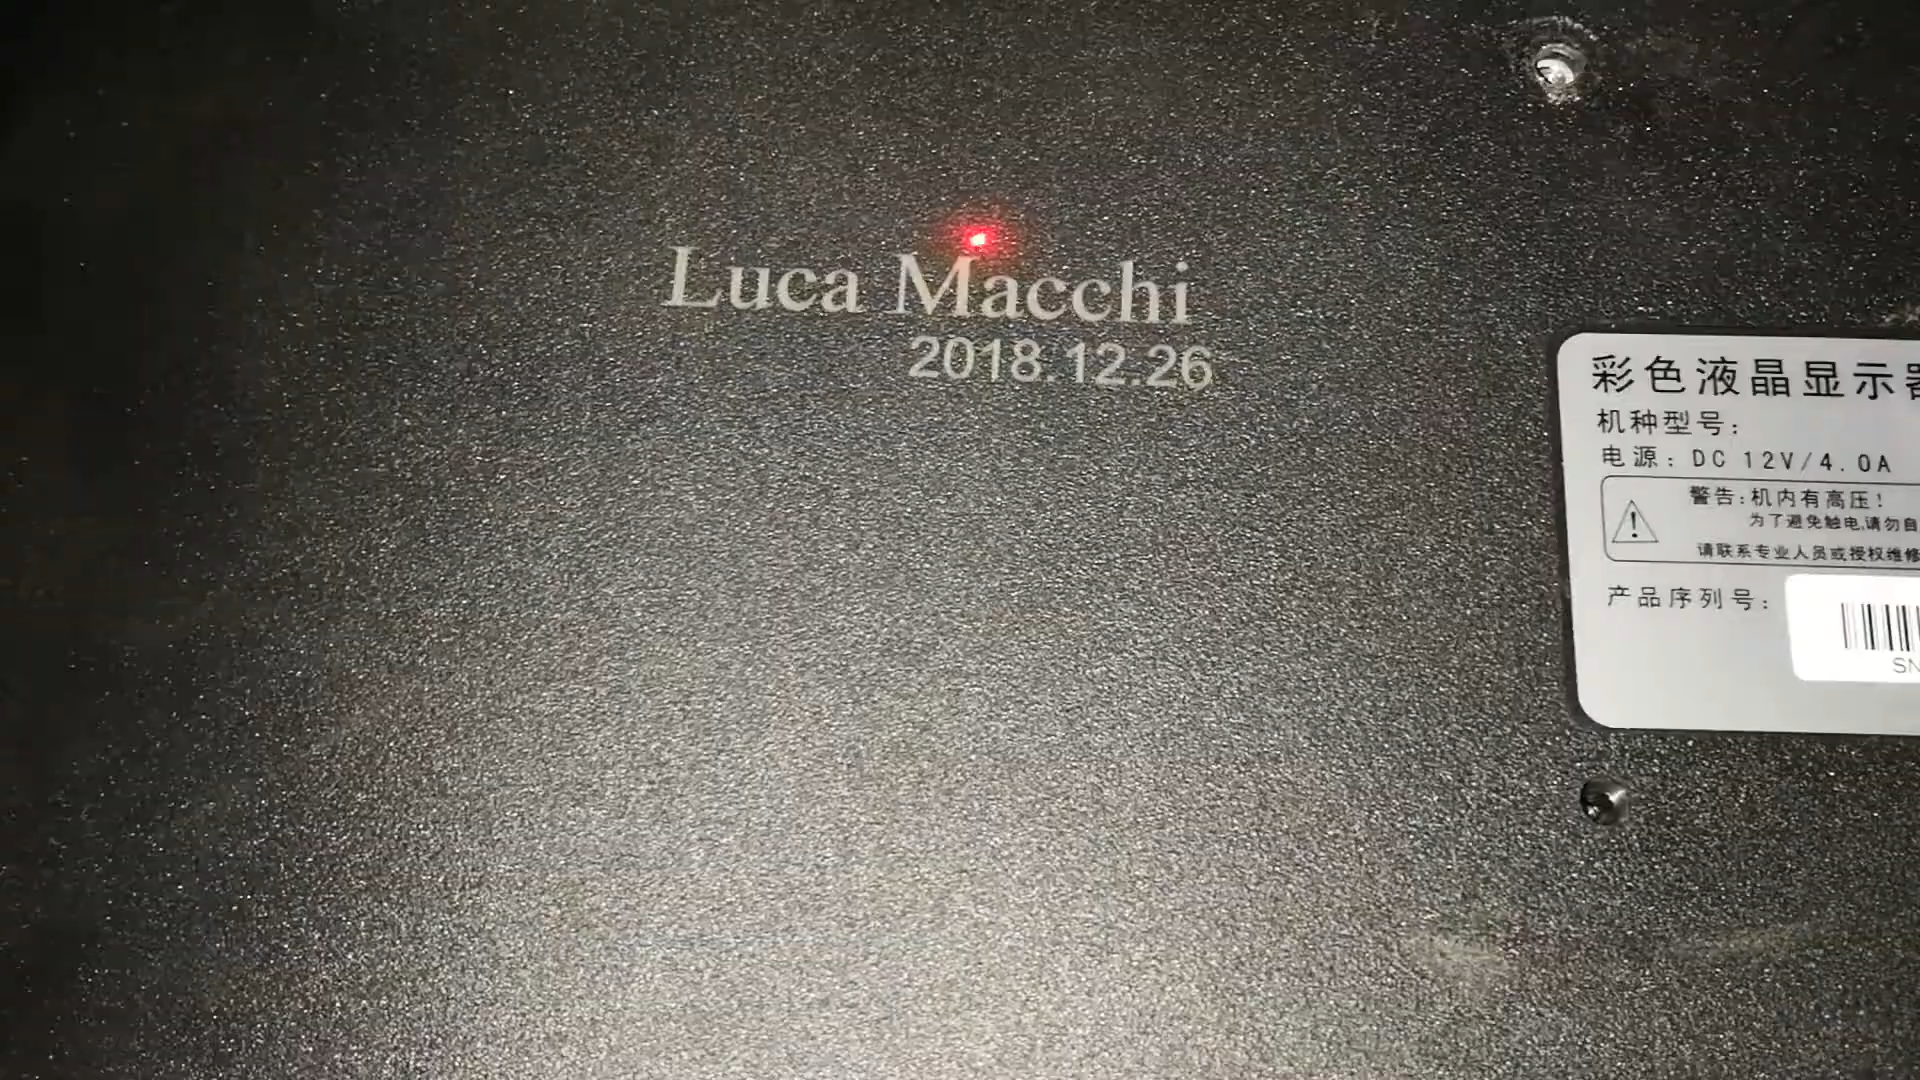 Luca Macchi
2018.12.26
彩色液晶显示器
机种型号：
电源：DC 12V/4.0A
警告：机内有高压！
为了避免触电，请勿自
请联系专业人员或授权维修
产品序列号：
SN